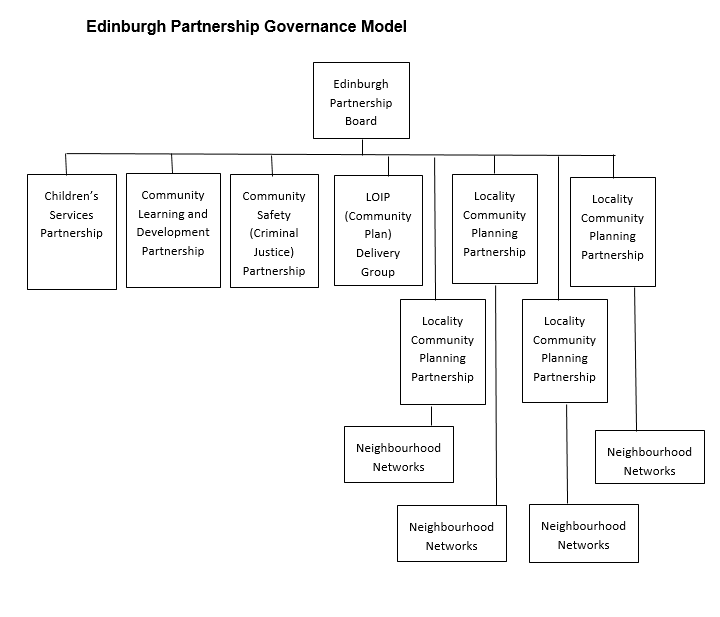 Edinburgh Partnership Governance Model
Edinburgh
Partnership
Board
Children’s
Services
Partnership
Community
Learning and
Development
Partnership
Community
Safety
(Criminal
Justice)
Partnership
LOIP
(Community
Plan)
Delivery
Group
Locality
Community
Planning
Partnership
Locality
Community
Planning
Partnership
Locality
Community
Planning
Partnership
Locality
Community
Planning
Partnership
Neighbourhood
Networks
Neighbourhood
Networks
Neighbourhood
Networks
Neighbourhood
Networks